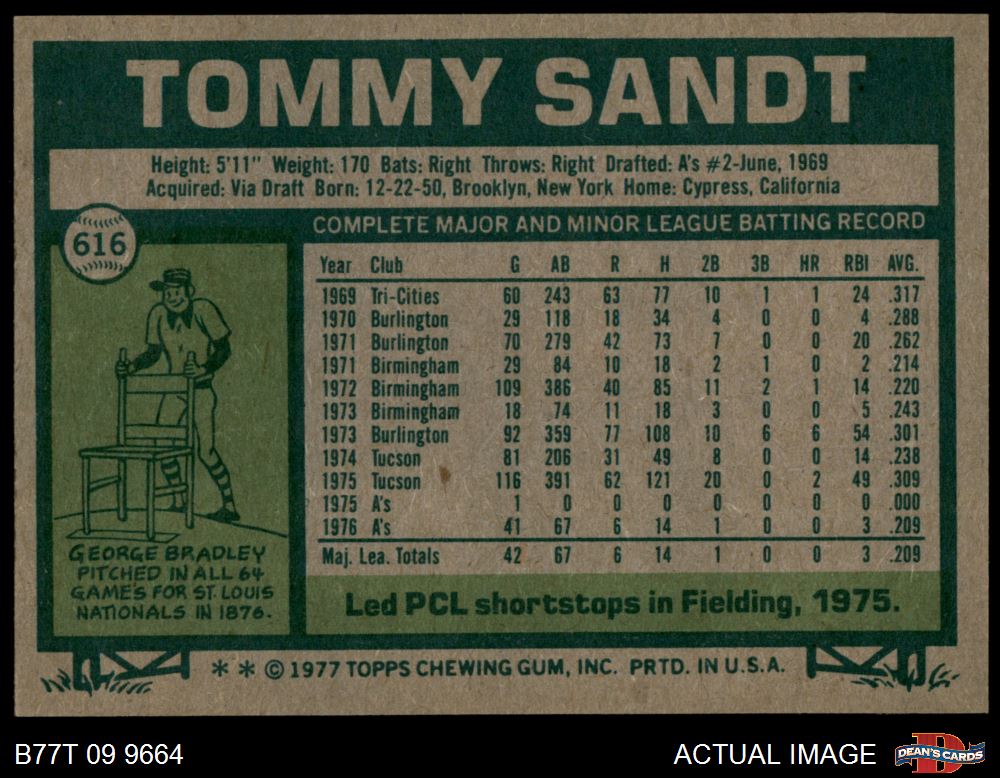 TOMMY SANDT
Height: 5'11" Weight: 170 Bats: Right Throws: Right Drafted: A's #2-June, 1969
Acquired: Via Draft Born: 12-22-50, Brooklyn, New York Home: Cypress, California
616
COMPLETE MAJOR AND MINOR LEAGUE BATTING RECORD
Year Club G AB R H 2B 3B HR RBI AVG.
1969 Tri-Cities 60 243 63 77 10 1 1 24 .317
1970 Burlington 29 118 18 34 4 0 0 4 .288
1971 Burlington 70 279 42 73 7 0 0 20 .262
1971 Birmingham 29 84 10 18 2 1 0 2 .214
1972 Birmingham 109 386 40 85 11 2 1 14 .220
1973 Birmingham 18 74 11 18 3 0 0 5 .243
1973 Burlington 92 359 77 108 10 6 6 54 .301
1974 Tucson 81 206 31 49 8 0 0 14 .238
1975 Tucson 116 391 62 121 20 0 2 49 .309
1975 A's 1 0 0 0 0 0 0 0 .000
1976 A's 41 67 6 14 1 0 0 3 .209
Maj. Lea. Totals 42 67 6 14 1 0 0 3 .209
GEORGE BRADLEY
PITCHED IN ALL 64
GAMES FOR ST. LOUIS
NATIONALS IN 1876.
Led PCL shortstops in Fielding, 1975.
* * © 1977 TOPPS CHEWING GUM, INC. PRTD. IN U.S.A.
B77T 09 9664
ACTUAL IMAGE
D
DEAN'S CARDS